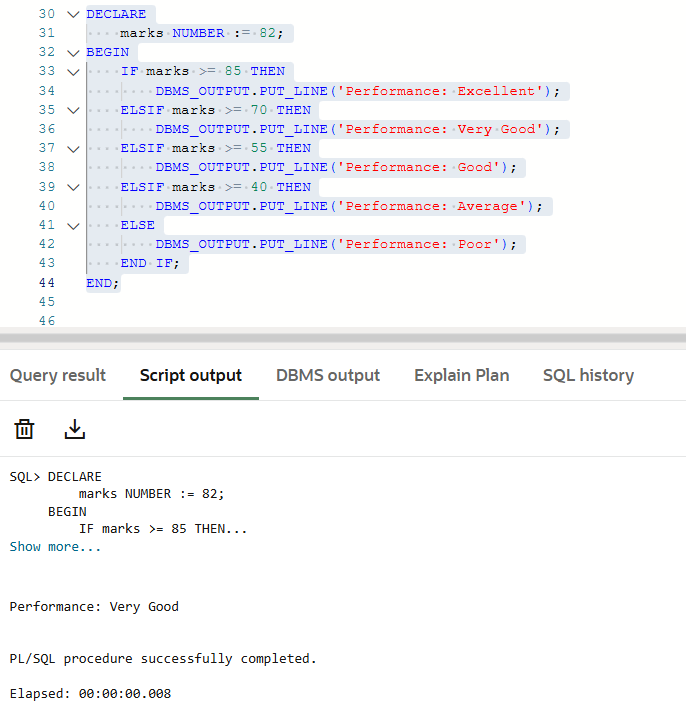 30 DECLARE
31     marks NUMBER := 82;
32 BEGIN
33     IF marks >= 85 THEN
34         DBMS_OUTPUT.PUT_LINE('Performance: Excellent');
35     ELSIF marks >= 70 THEN
36         DBMS_OUTPUT.PUT_LINE('Performance: Very Good');
37     ELSIF marks >= 55 THEN
38         DBMS_OUTPUT.PUT_LINE('Performance: Good');
39     ELSIF marks >= 40 THEN
40         DBMS_OUTPUT.PUT_LINE('Performance: Average');
41     ELSE
42         DBMS_OUTPUT.PUT_LINE('Performance: Poor');
43     END IF;
44 END;
45
46
Query result Script output DBMS output Explain Plan SQL history
SQL> DECLARE
         marks NUMBER := 82;
     BEGIN
         IF marks >= 85 THEN...
Show more...
Performance: Very Good
PL/SQL procedure successfully completed.
Elapsed: 00:00:00.008